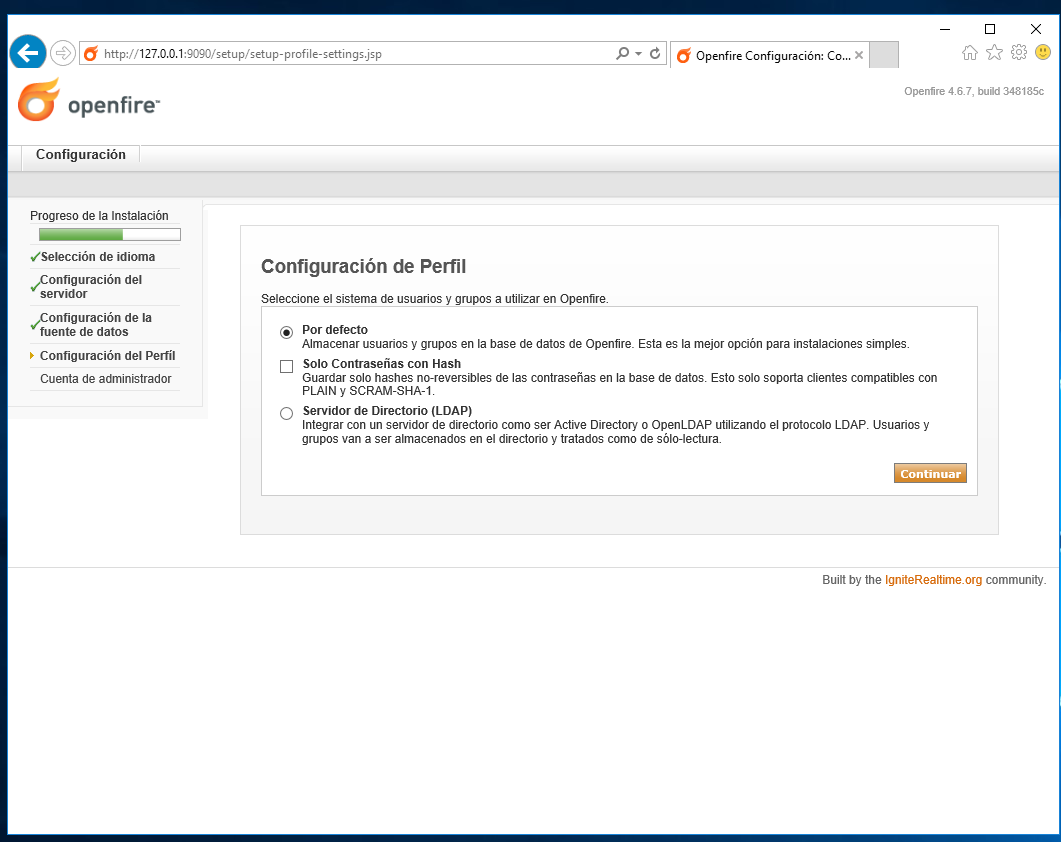 http://127.0.0.1:9090/setup/setup-profile-settings.jsp
Openfire Configuración: Co...
openfire™
Openfire 4.6.7, build 348185c
Configuración
Progreso de la Instalación
Selección de idioma
Configuración del
servidor
Configuración de la
fuente de datos
Configuración del Perfíl
Cuenta de administrador
Configuración de Perfil
Seleccione el sistema de usuarios y grupos a utilizar en Openfire.
Por defecto
Almacenar usuarios y grupos en la base de datos de Openfire. Esta es la mejor opción para instalaciones simples.
Solo Contraseñas con Hash
Guardar solo hashes no-reversibles de las contraseñas en la base de datos. Esto solo soporta clientes compatibles con
PLAIN y SCRAM-SHA-1.
Servidor de Directorio (LDAP)
Integrar con un servidor de directorio como ser Active Directory o OpenLDAP utilizando el protocolo LDAP. Usuarios y
grupos van a ser almacenados en el directorio y tratados como de sólo-lectura.
Continuar
Built by the IgniteRealtime.org community.